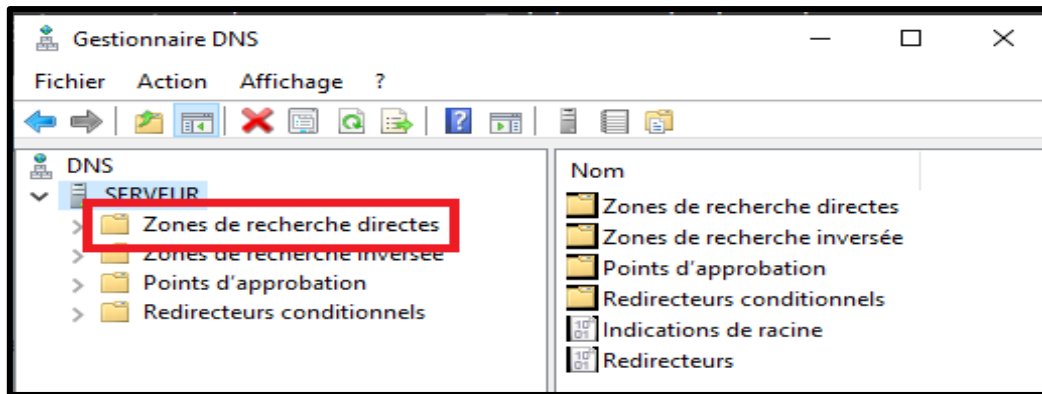 Gestionnaire DNS
Fichier Action Affichage ?
DNS
SERVEUR
Zones de recherche directes
Zones de recherche inversée
Points d'approbation
Redirecteurs conditionnels
Nom
Zones de recherche directes
Zones de recherche inversée
Points d'approbation
Redirecteurs conditionnels
Indications de racine
Redirecteurs